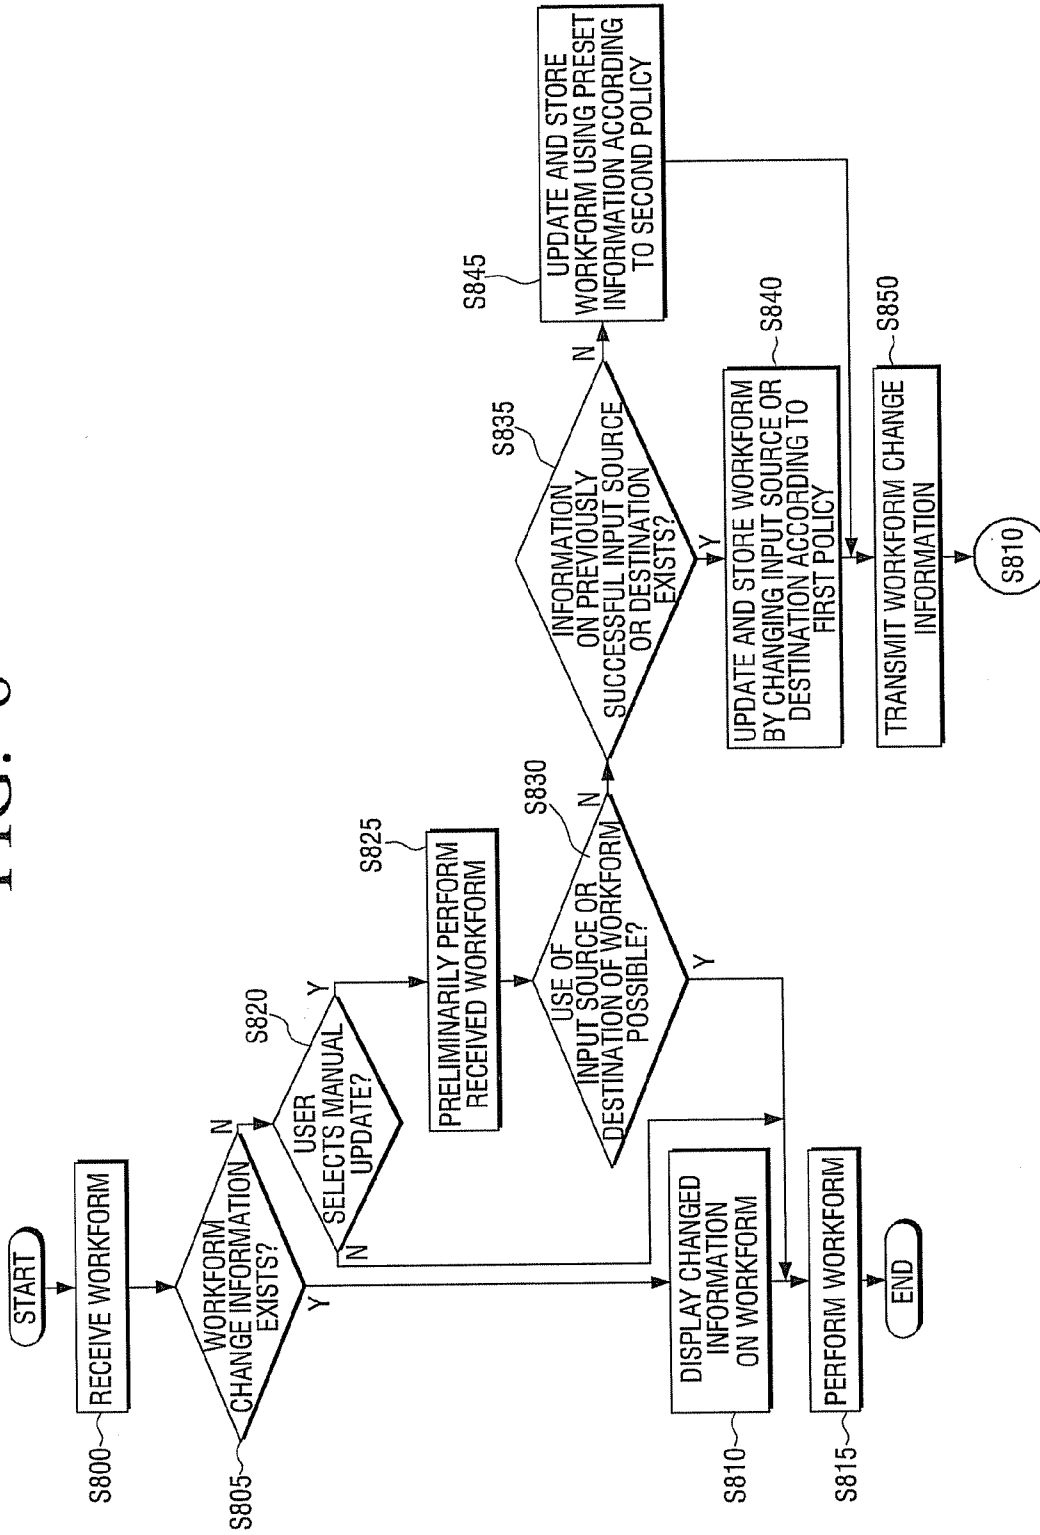 START
S800
RECEIVE WORKFORM
S805
WORKFORM
CHANGE INFORMATION
EXISTS?
N
Y
S820
USER
SELECTS MANUAL
UPDATE?
Y
N
S825
PRELIMINARILY PERFORM
RECEIVED WORKFORM
S830
USE OF
INPUT SOURCE OR
DESTINATION OF WORKFORM
POSSIBLE?
N
Y
S835
INFORMATION
ON PREVIOUSLY
SUCCESSFUL INPUT SOURCE
OR DESTINATION
EXISTS?
N
Y
S845
UPDATE AND STORE
WORKFORM USING PRESET
INFORMATION ACCORDING
TO SECOND POLICY
S840
UPDATE AND STORE WORKFORM
BY CHANGING INPUT SOURCE OR
DESTINATION ACCORDING TO
FIRST POLICY
S850
TRANSMIT WORKFORM CHANGE
INFORMATION
S810
S810
DISPLAY CHANGED
INFORMATION
ON WORKFORM
S815
PERFORM WORKFORM
END